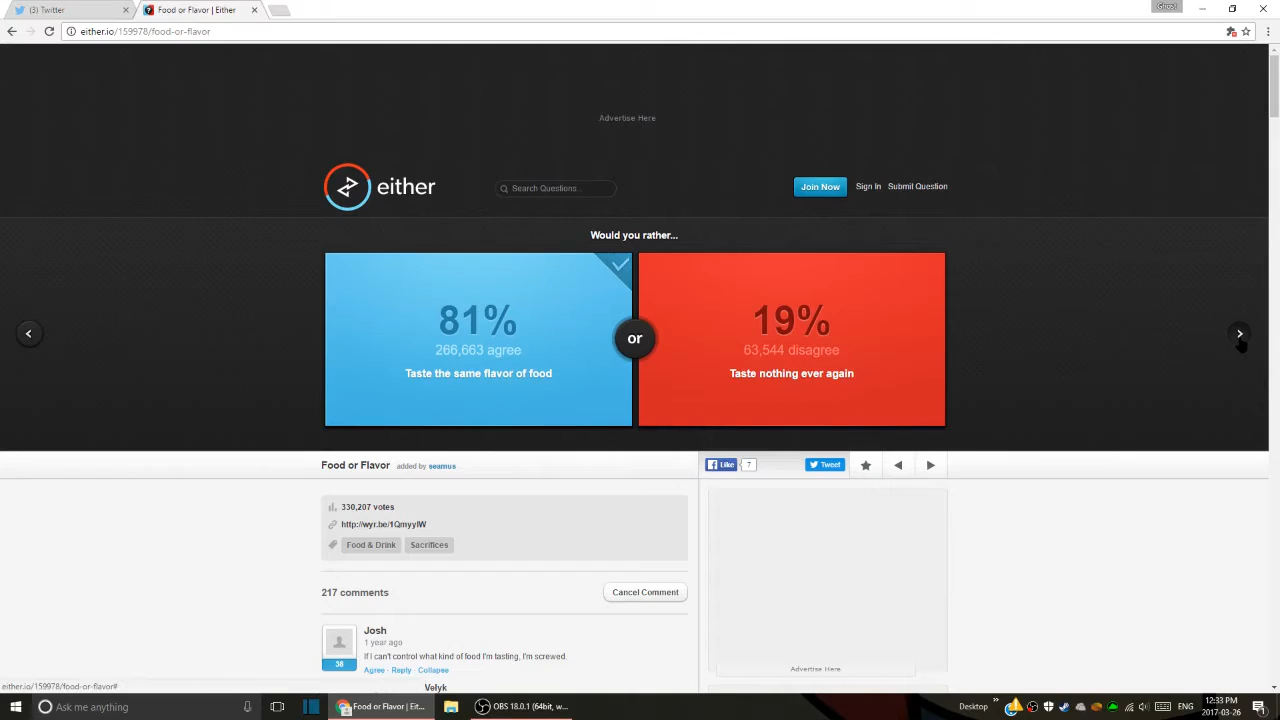 (3) Twitter
Food or Flavor | Either
Ghost
either.io/159978/food-or-flavor
Advertise Here
either
Search Questions...
Join Now
Sign In
Submit Question
Would you rather...
81%
266,663 agree
Taste the same flavor of food
or
19%
63,544 disagree
Taste nothing ever again
Food or Flavor added by seamus
Like
7
Tweet
330,207 votes
http://wyr.be/1QmyyIW
Food & Drink
Sacrifices
217 comments
Cancel Comment
Josh
1 year ago
38
If I can't control what kind of food I'm tasting, I'm screwed.
Agree · Reply · Collapse
Velyk
Advertise Here
either.io/159978/food-or-flavor#
Ask me anything
Food or Flavor | Eit...
OBS 18.0.1 (64bit, w...
Desktop
»
ENG
12:33 PM
2017-03-26